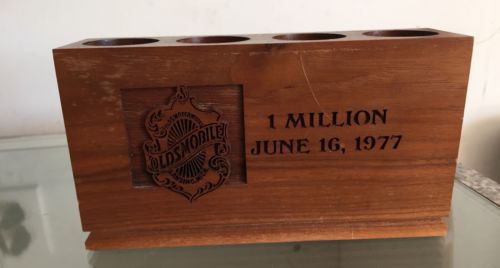 OLDSMOBILE
1 MILLION
JUNE 16, 1977